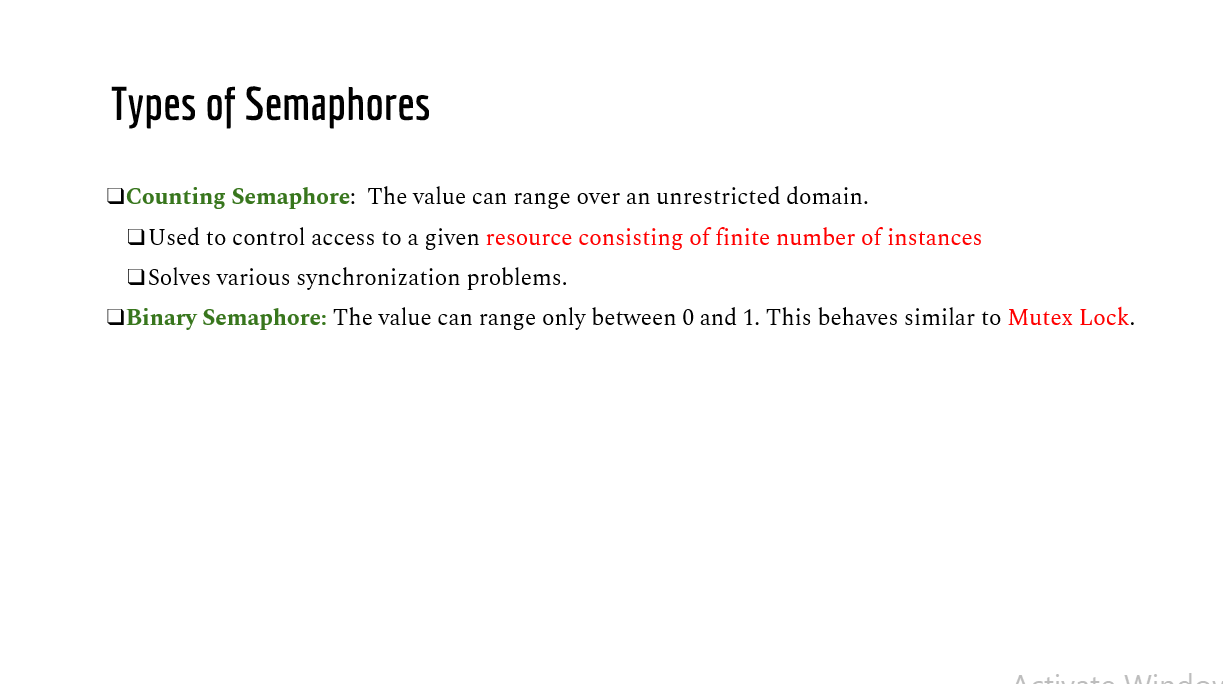 Types of Semaphores
❑Counting Semaphore: The value can range over an unrestricted domain.
❑Used to control access to a given resource consisting of finite number of instances
❑Solves various synchronization problems.
❑Binary Semaphore: The value can range only between 0 and 1. This behaves similar to Mutex Lock.
Activate Window